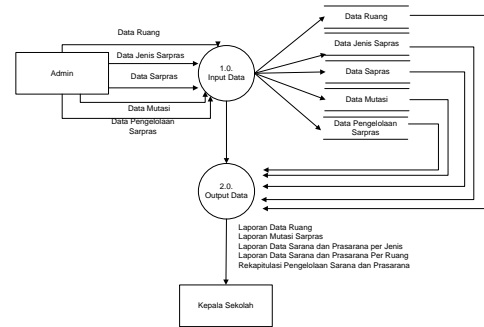 Data Ruang
Data Ruang
Data Jenis Sarpras
Data Jenis Sapras
Admin
1.0.
Input Data
Data Sarpras
Data Sapras
Data Mutasi
Data Mutasi
Data Pengelolaan
Sarpras
Data Pengelolaan
Sarpras
2.0.
Output Data
Laporan Data Ruang
Laporan Mutasi Sarpras
Laporan Data Sarana dan Prasarana per Jenis
Laporan Data Sarana dan Prasarana Per Ruang
Rekapitulasi Pengelolaan Sarana dan Prasarana
Kepala Sekolah